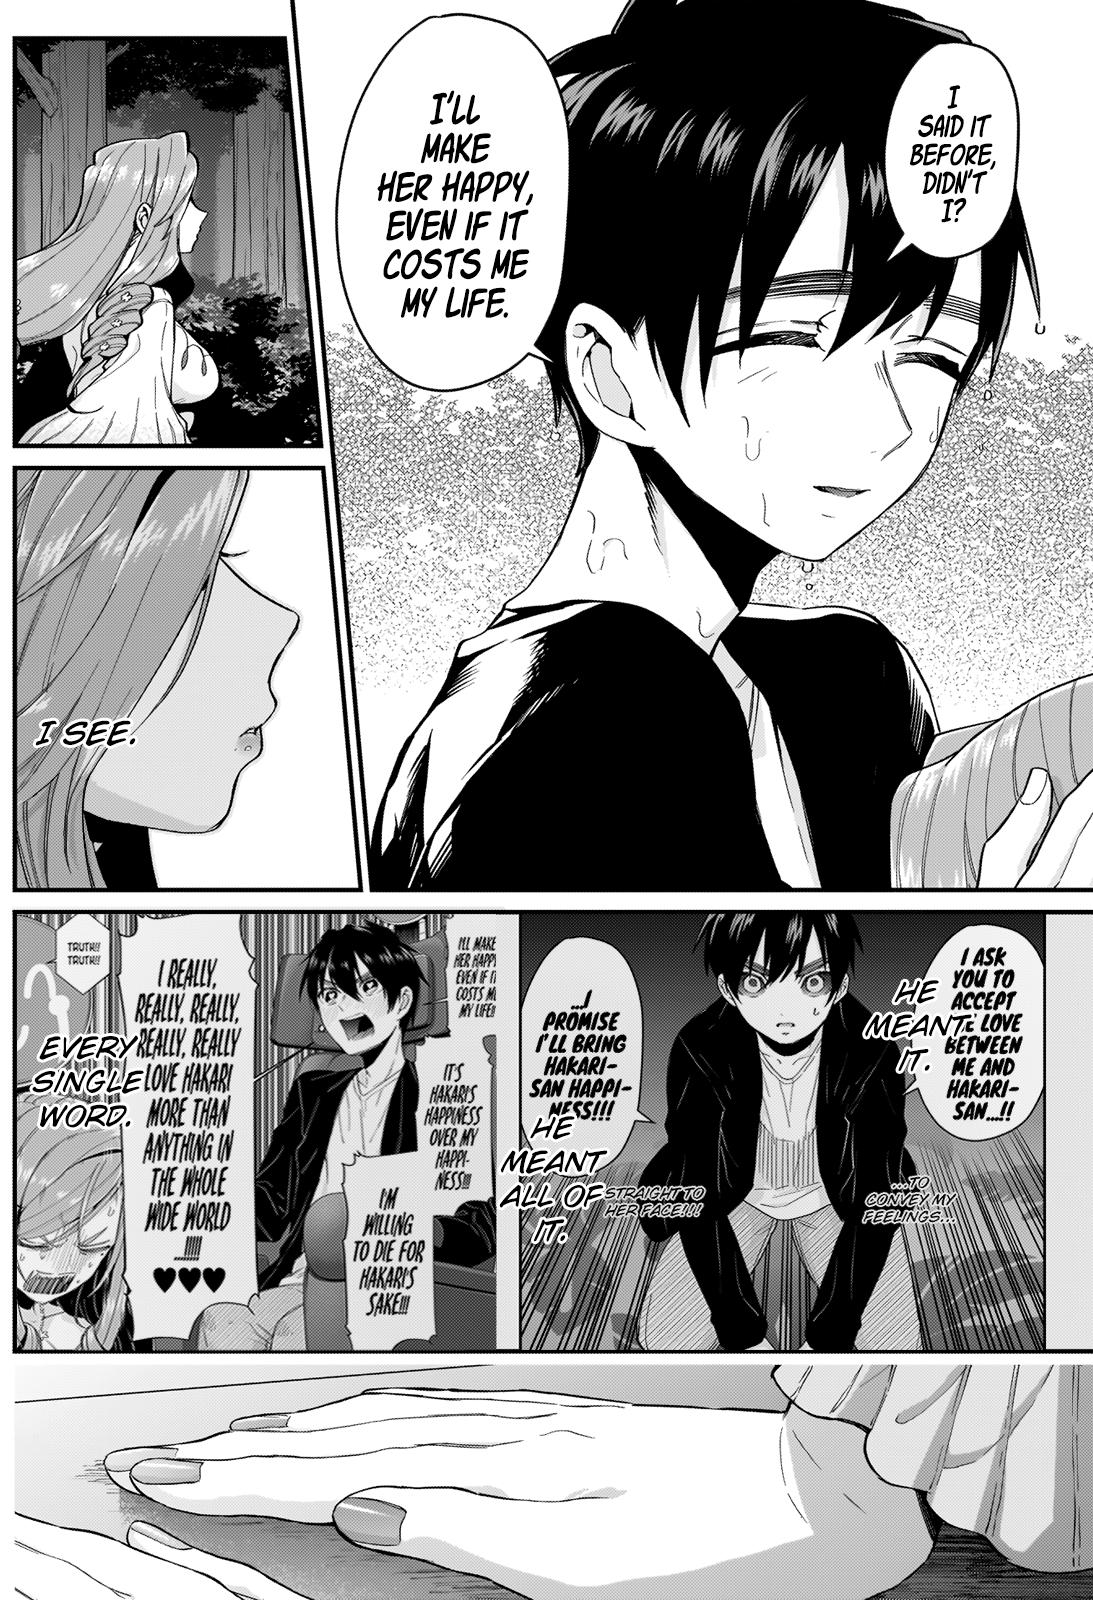 I
SAID IT
BEFORE,
DIDN'T
I?
I'LL
MAKE
HER HAPPY,
EVEN IF IT
COSTS ME
MY LIFE.
I SEE.
I ASK
YOU TO
ACCEPT
LOVE
BETWEEN
ME AND
HAKARI-
SAN...!!
HE
MEANT
IT.
...TO
CONVEY MY
FEELINGS...
...I
PROMISE
I'LL BRING
HAKARI-
SAN HAPPI-
NESS!!!
STRAIGHT TO
HER FACE!!!
HE
MEANT
ALL OF
IT.
I'LL MAKE
HER HAPPY
EVEN IF
COSTS ME
MY LIFE!!
IT'S
HAKARI'S
HAPPINESS
OVER MY
HAPPI-
NESS!!!
I'M
WILLING
TO DIE FOR
HAKARI'S
SAKE!!!
I REALLY,
REALLY, REALLY,
REALLY, REALLY
LOVE HAKARI
MORE THAN
ANYTHING IN
THE WHOLE
WIDE WORLD
...!!!!!
♥♥♥
TRUTH!!
TRUTH!!
EVERY
SINGLE
WORD.